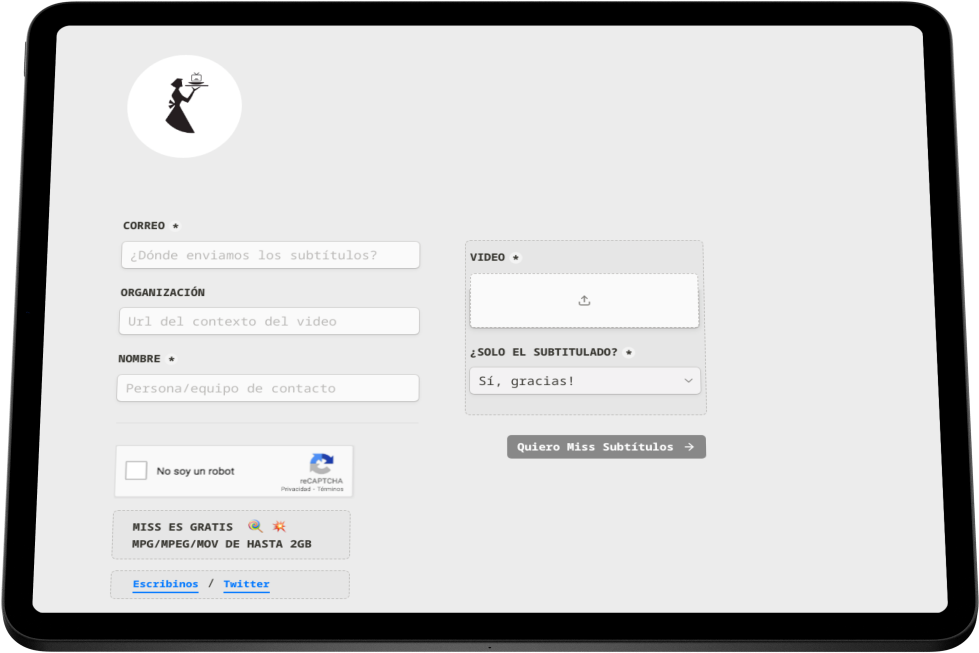 CORREO *
¿Dónde enviamos los subtítulos?
ORGANIZACIÓN
Url del contexto del video
NOMBRE *
Persona/equipo de contacto
No soy un robot
reCAPTCHA
Privacidad - Términos
MISS ES GRATIS
MPG/MPEG/MOV DE HASTA 2GB
Escribinos / Twitter
VIDEO *
¿SOLO EL SUBTITULADO? *
Sí, gracias!
Quiero Miss Subtítulos →